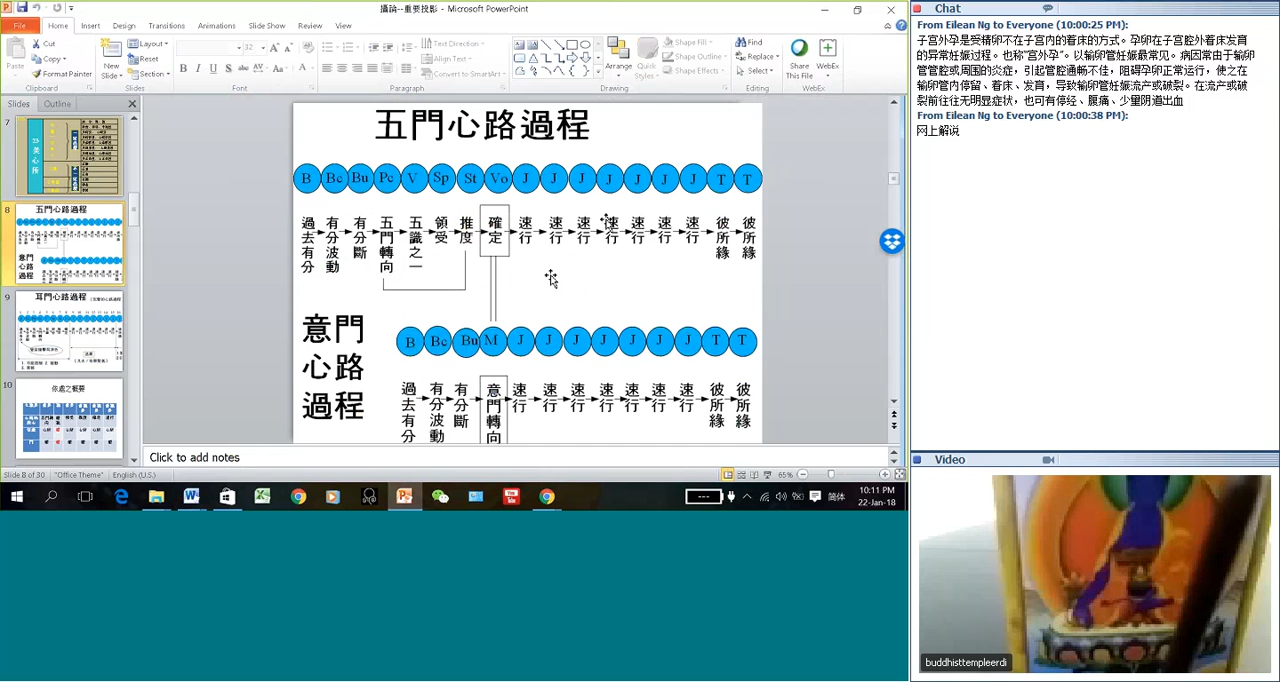 攝論--重要投影 - Microsoft PowerPoint
File Home Insert Design Transitions Animations Slide Show Review View
Paste
Cut
Copy
Format Painter
Clipboard
New Slide
Layout
Reset
Section
Slides
32
Font
Text Direction
Align Text
Convert to SmartArt
Paragraph
Arrange
Quick Styles
Shape Fill
Shape Outline
Shape Effects
Drawing
Find
Replace
Select
Editing
Share This File
WebEx
WebEx
Slides Outline
7
8
五門心路過程
意門
心路
過程
9
耳門心路過程
10
依處之概要
五門心路過程
B Bc Bu Pc V Sp St Vo J J J J J J J T T
過去有分
有分波動
有分斷
五門轉向
五識之一
領受
推度
確定
速行
速行
速行
速行
速行
速行
速行
彼所緣
彼所緣
意門
心路
過程
B Bc Bu M J J J J J J J T T
過去有分
有分波動
有分斷
意門轉向
速行
速行
速行
速行
速行
速行
速行
彼所緣
彼所緣
Click to add notes
Slide 8 of 30 "Office Theme" English (U.S.) 65%
简体
10:11 PM
22-Jan-18
Chat
From Eilean Ng to Everyone (10:00:25 PM):
子宫外孕是受精卵不在子宫内的着床的方式。孕卵在子宫腔外着床发育
的异常妊娠过程。也称"宫外孕"。以输卵管妊娠最常见。病因常由于输卵
管管腔或周围的炎症，引起管腔通畅不佳，阻碍孕卵正常运行，使之在
输卵管内停留、着床、发育，导致输卵管妊娠流产或破裂。在流产或破
裂前往往无明显症状，也可有停经、腹痛、少量阴道出血
From Eilean Ng to Everyone (10:00:38 PM):
网上解说
Video
buddhisttempleerdi